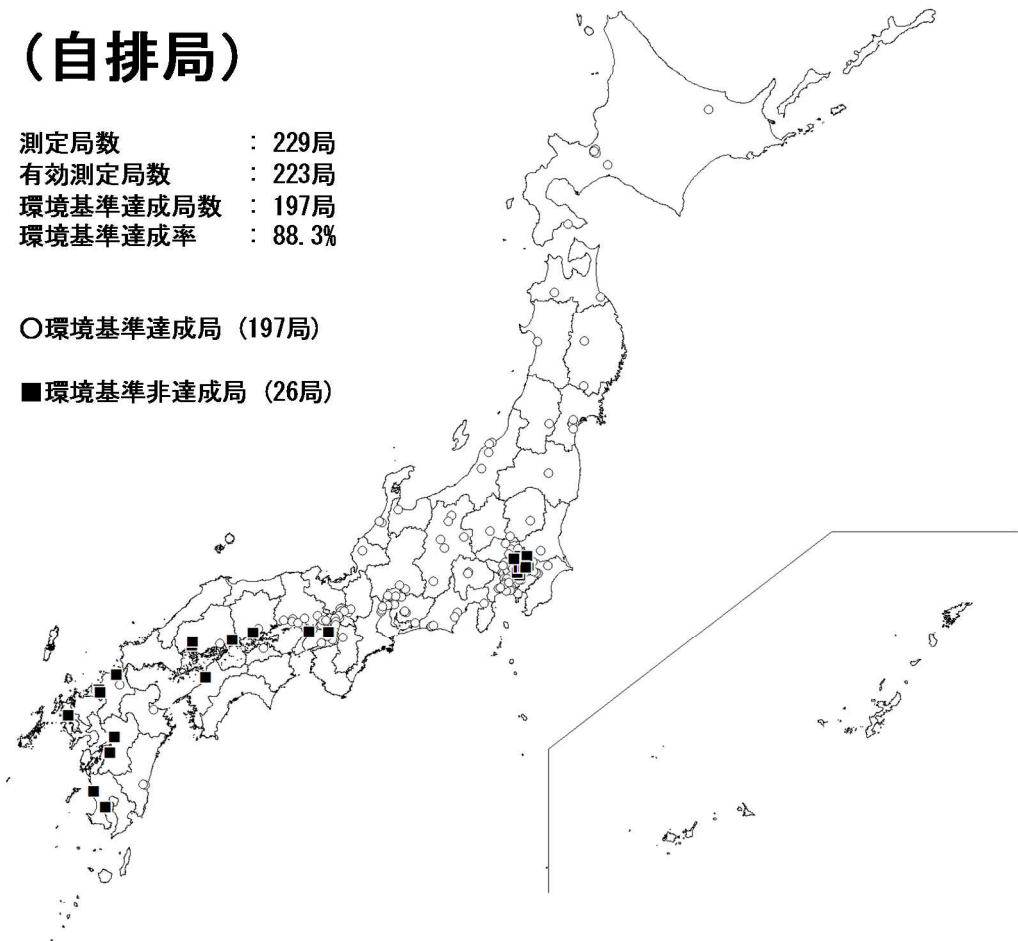 （自排局）
測定局数 : 229局
有効測定局数 : 223局
環境基準達成局数 : 197局
環境基準達成率 : 88.3%
○環境基準達成局 (197局)
■環境基準非達成局 (26局)